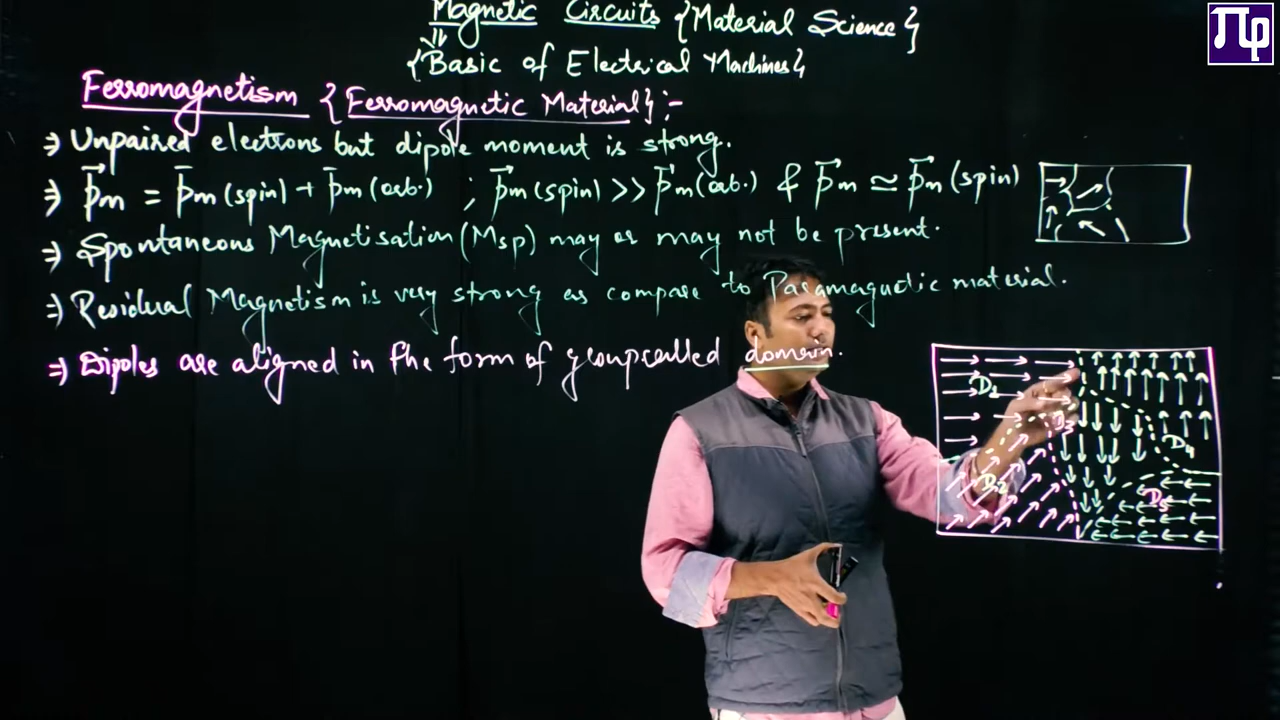 Magnetic Circuits {Material Science}
⇓
{Basic of Electrical Machines}
Ferromagnetism {Ferromagnetic Material} :-
⇒ Unpaired electrons but dipole moment is strong.
⇒ p⃗m = p̄m (spin) + p̄m (orb.) ; p⃗m (spin) >> p⃗m (orb.) & p⃗m ≃ p⃗m (spin)
⇒ Spontaneous Magnetisation (Msp) may or may not be present.
⇒ Residual Magnetism is very strong as compare to Paramagnetic material.
⇒ Dipoles are aligned in the form of group called domain.
D1
D3
D4
D2
D5
Πφ